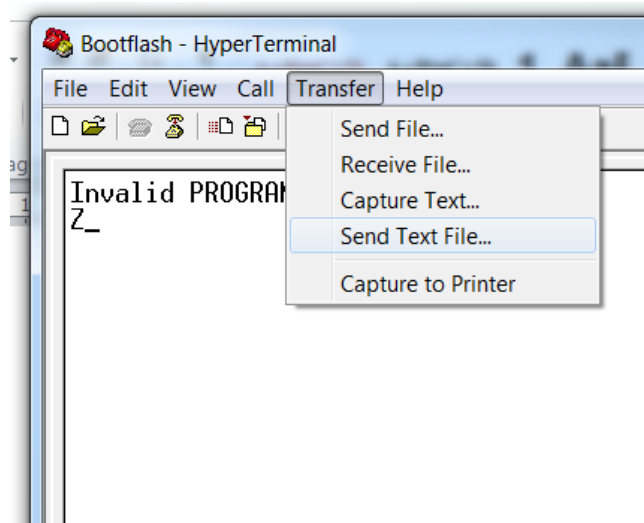 Bootflash - HyperTerminal
File Edit View Call Transfer Help
Send File...
Receive File...
Capture Text...
Send Text File...
Capture to Printer
Invalid
Z_